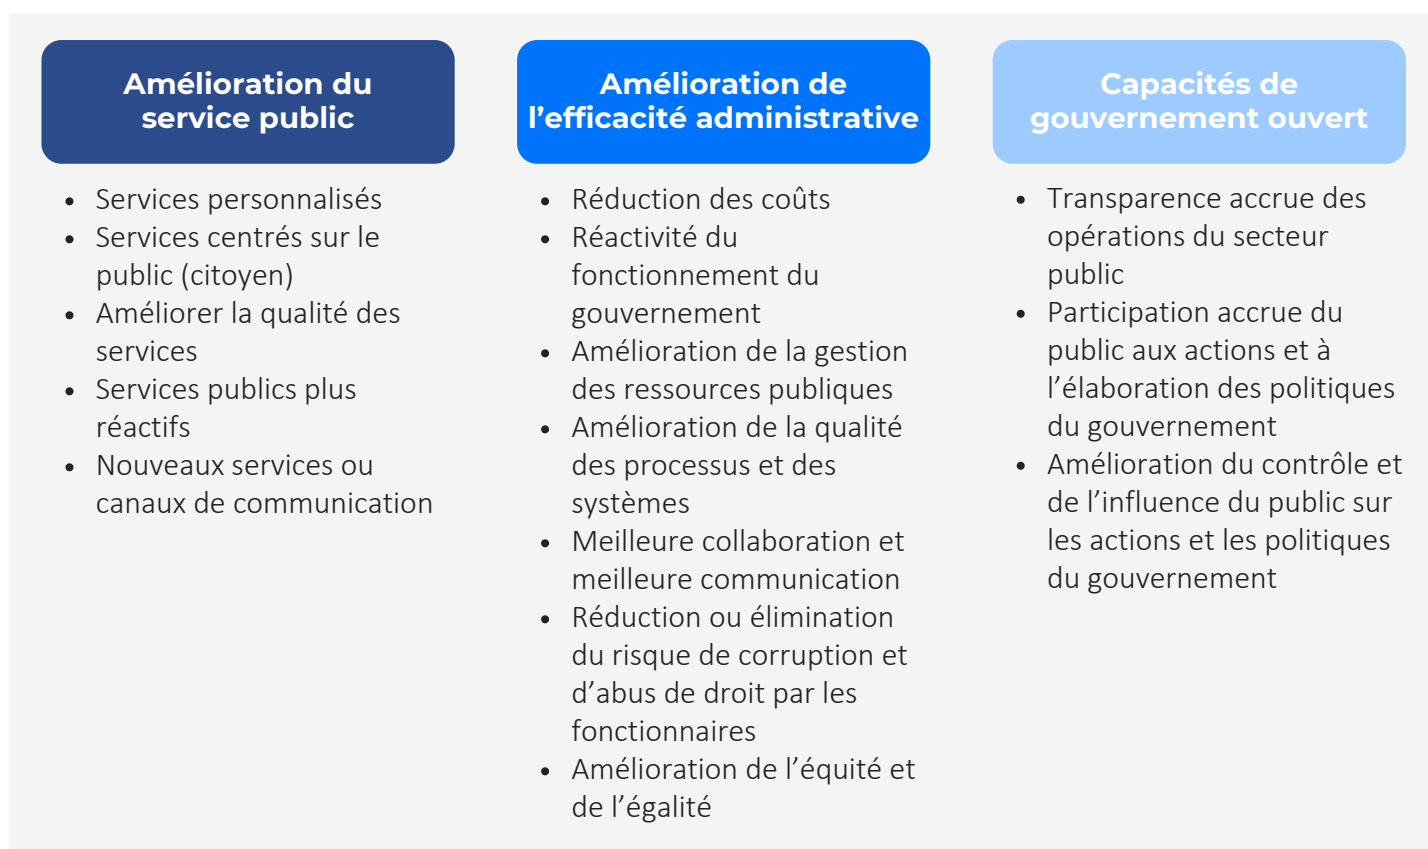 Amélioration du
service public
• Services personnalisés
• Services centrés sur le
public (citoyen)
• Améliorer la qualité des
services
• Services publics plus
réactifs
• Nouveaux services ou
canaux de communication
Amélioration de
l’efficacité administrative
• Réduction des coûts
• Réactivité du
fonctionnement du
gouvernement
• Amélioration de la gestion
des ressources publiques
• Amélioration de la qualité
des processus et des
systèmes
• Meilleure collaboration et
meilleure communication
• Réduction ou élimination
du risque de corruption et
d’abus de droit par les
fonctionnaires
• Amélioration de l’équité et
de l’égalité
Capacités de
gouvernement ouvert
• Transparence accrue des
opérations du secteur
public
• Participation accrue du
public aux actions et à
l’élaboration des politiques
du gouvernement
• Amélioration du contrôle et
de l’influence du public sur
les actions et les politiques
du gouvernement